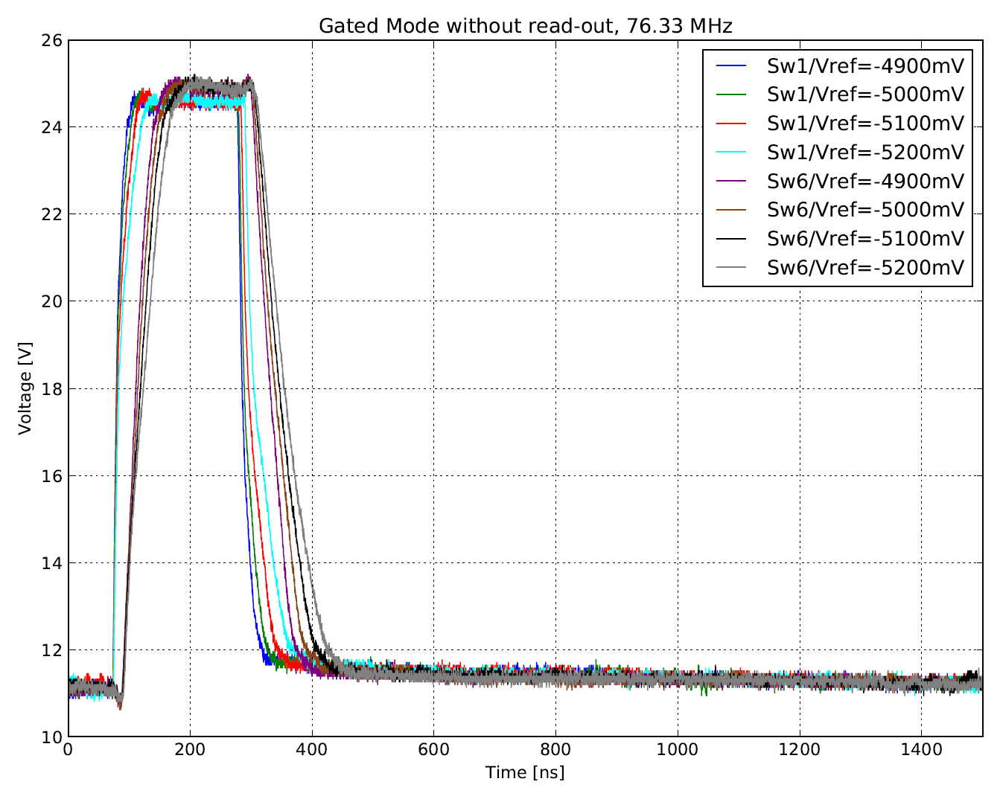 Gated Mode without read-out, 76.33 MHz
26
24
22
20
18
16
14
12
10
Voltage [V]
Sw1/Vref=-4900mV
Sw1/Vref=-5000mV
Sw1/Vref=-5100mV
Sw1/Vref=-5200mV
Sw6/Vref=-4900mV
Sw6/Vref=-5000mV
Sw6/Vref=-5100mV
Sw6/Vref=-5200mV
0 200 400 600 800 1000 1200 1400
Time [ns]